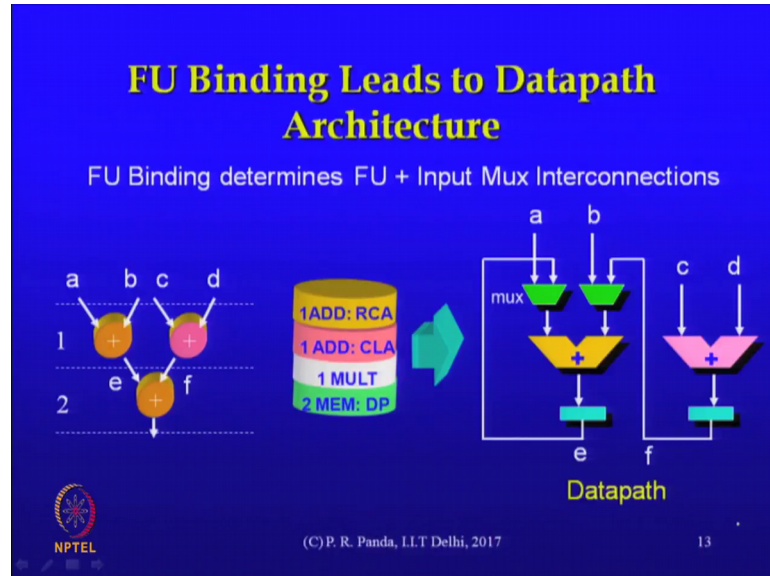 FU Binding Leads to Datapath
Architecture
FU Binding determines FU + Input Mux Interconnections
a b c d
1 + +
e f
2 +
1ADD: RCA
1 ADD: CLA
1 MULT
2 MEM: DP
a b
c d
mux
+ +
e f
Datapath
NPTEL
(C) P. R. Panda, I.I.T Delhi, 2017
13